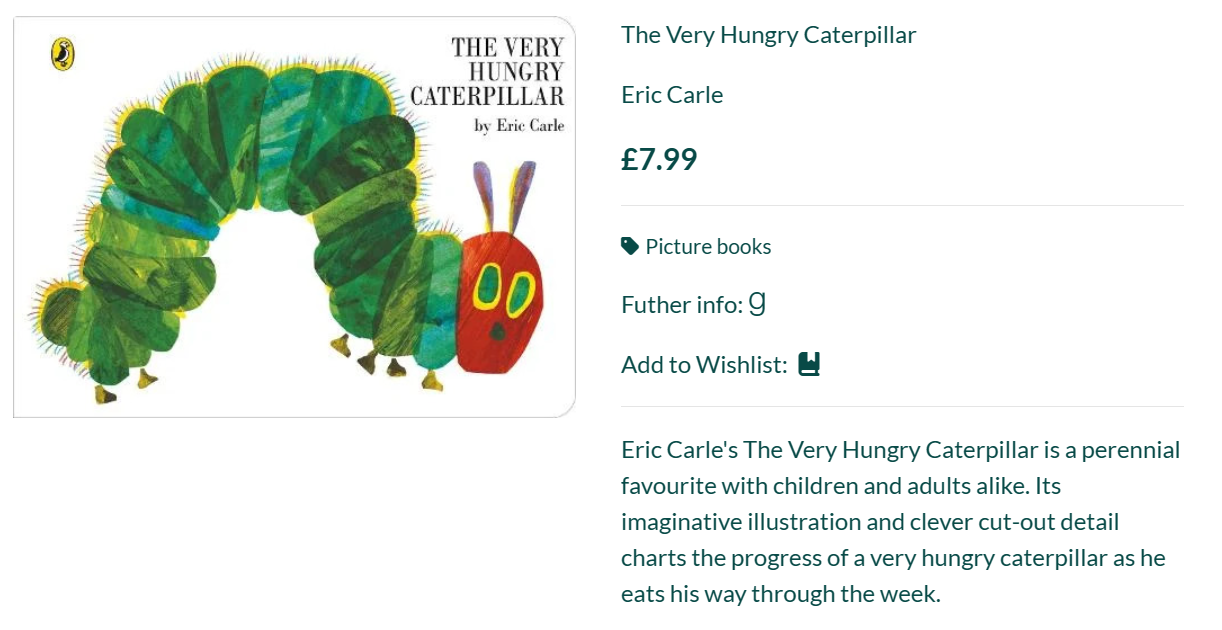 THE VERY
HUNGRY
CATERPILLAR
by Eric Carle
The Very Hungry Caterpillar
Eric Carle
£7.99
Picture books
Futher info: g
Add to Wishlist:
Eric Carle's The Very Hungry Caterpillar is a perennial
favourite with children and adults alike. Its
imaginative illustration and clever cut-out detail
charts the progress of a very hungry caterpillar as he
eats his way through the week.